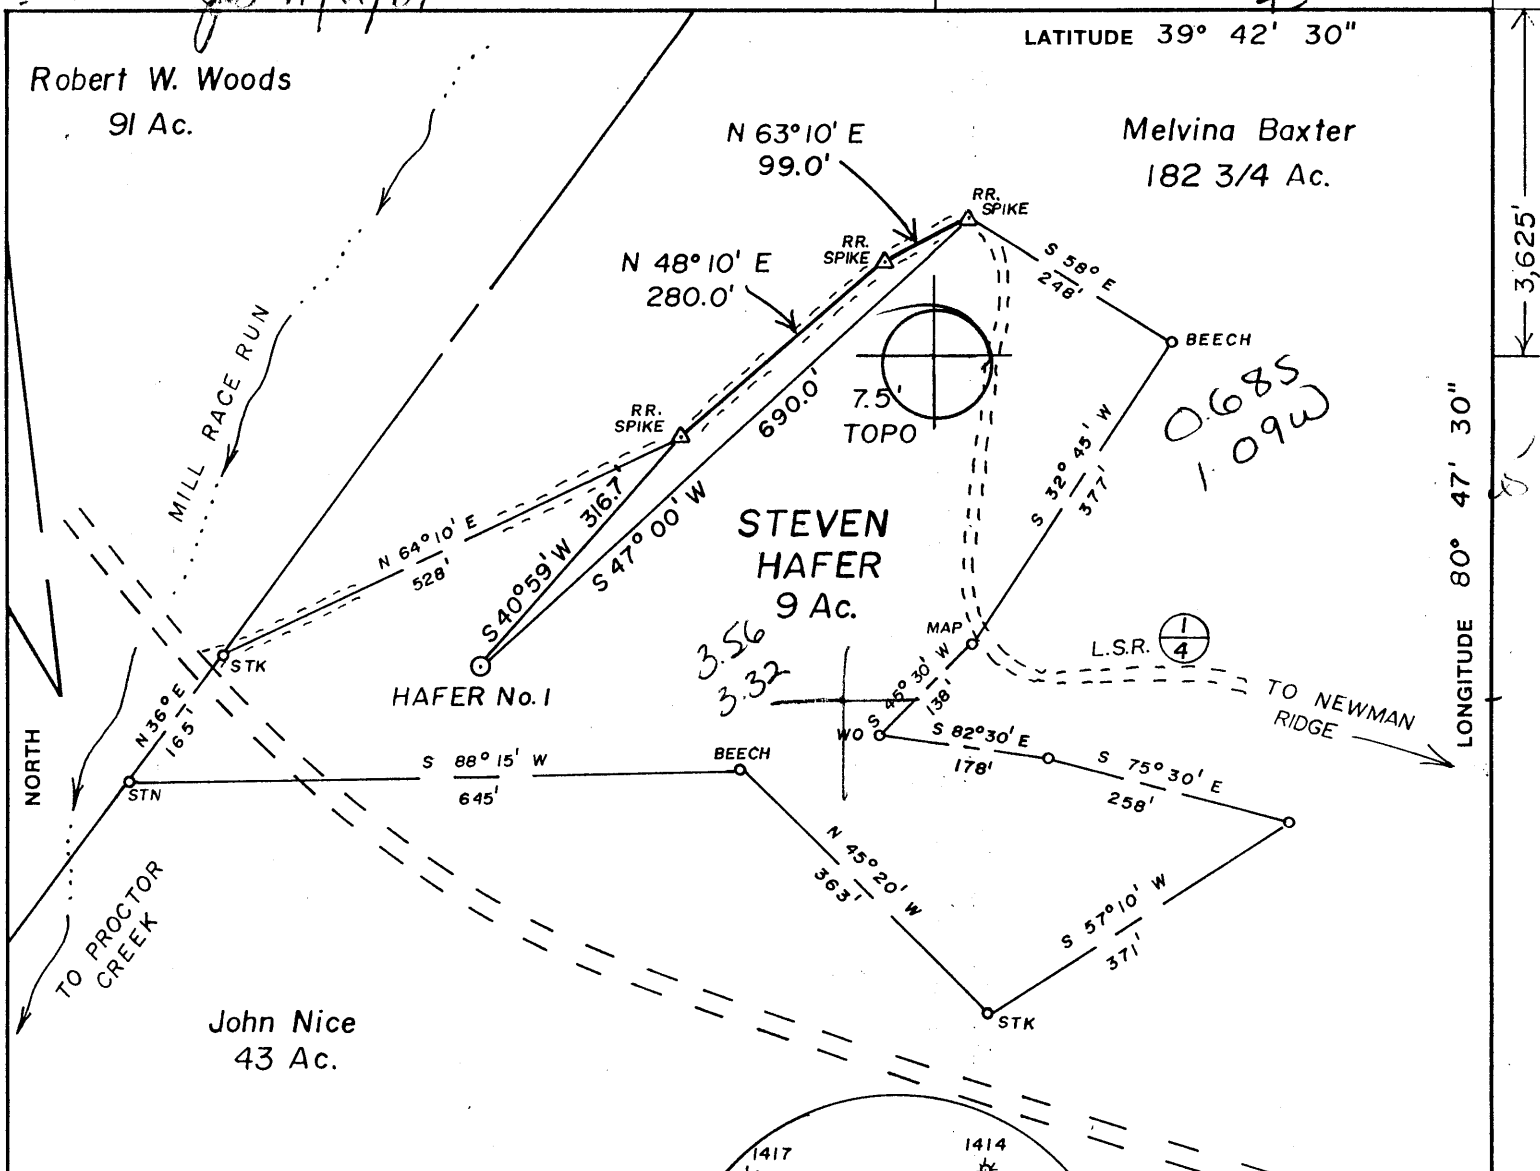 LATITUDE 39° 42' 30"
Robert W. Woods
91 Ac.
Melvina Baxter
182 3/4 Ac.
N 63°10' E
99.0'
RR.
SPIKE
RR.
SPIKE
N 48°10' E
280.0'
S 58° E
248'
3,625'
BEECH
MILL RACE RUN
7.5'
TOPO
690.0'
0.68S
1.09W
RR.
SPIKE
S 32° 45' W
377'
LONGITUDE 80° 47' 30"
N 64°10' E
528'
316.7'
S 40°59' W
S 47°00' W
STEVEN
HAFER
9 Ac.
3.56
3.32
MAP
L.S.R. 1
4
STK
HAFER No. 1
S 45° 30' W
138'
TO NEWMAN
RIDGE
N 36° E
165'
WO
S 82°30' E
178'
S 75°30' E
258'
NORTH
STN
S 88° 15' W
645'
BEECH
N 45°20' W
363'
S 57°10' W
371'
TO PROCTOR
CREEK
STK
John Nice
43 Ac.
1417
1414